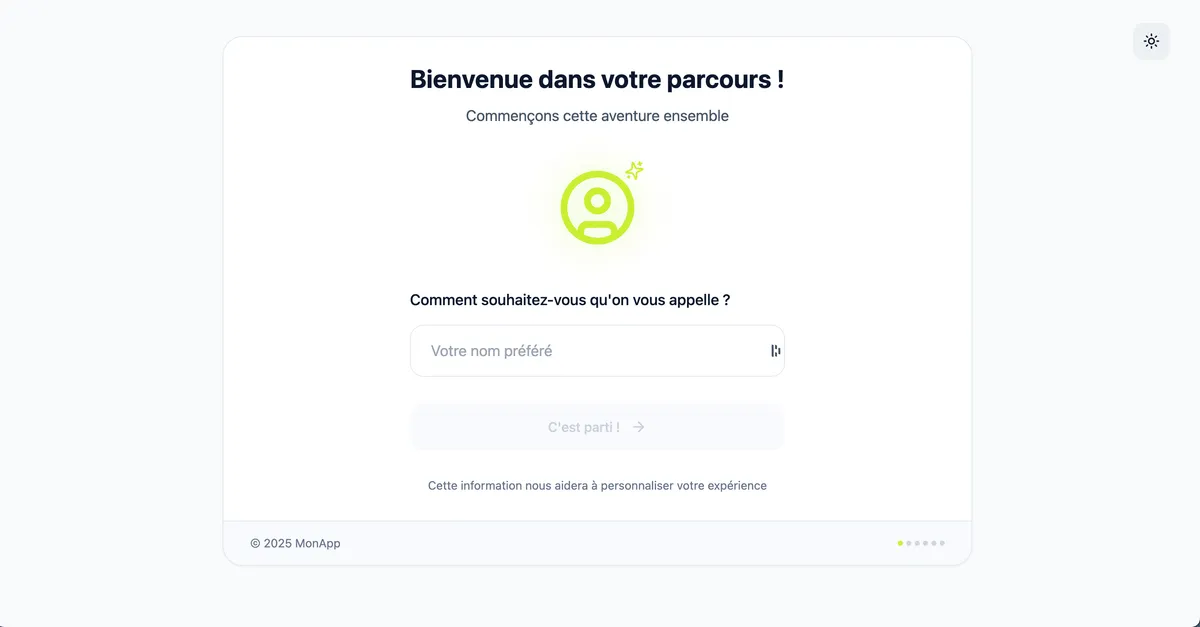 Bienvenue dans votre parcours !
Commençons cette aventure ensemble
Comment souhaitez-vous qu'on vous appelle ?
Votre nom préféré
C'est parti !
Cette information nous aidera à personnaliser votre expérience
© 2025 MonApp